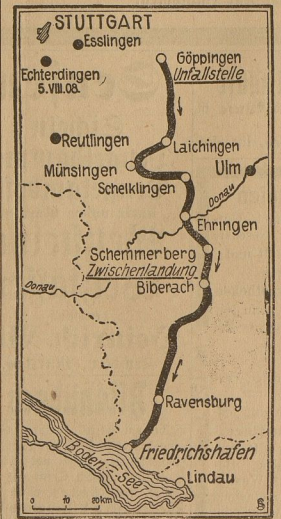 STUTTGART
Esslingen
Göppingen
Unfallstelle
Echterdingen
5.VIII.08.
Reutlingen
Laichingen
Münsingen
Ulm
Schelklingen
Donau
Ehringen
Schemmerberg
Zwischenlandung
Donau
Biberach
Ravensburg
Friedrichshafen
Boden-
See
Lindau
0 10 20km